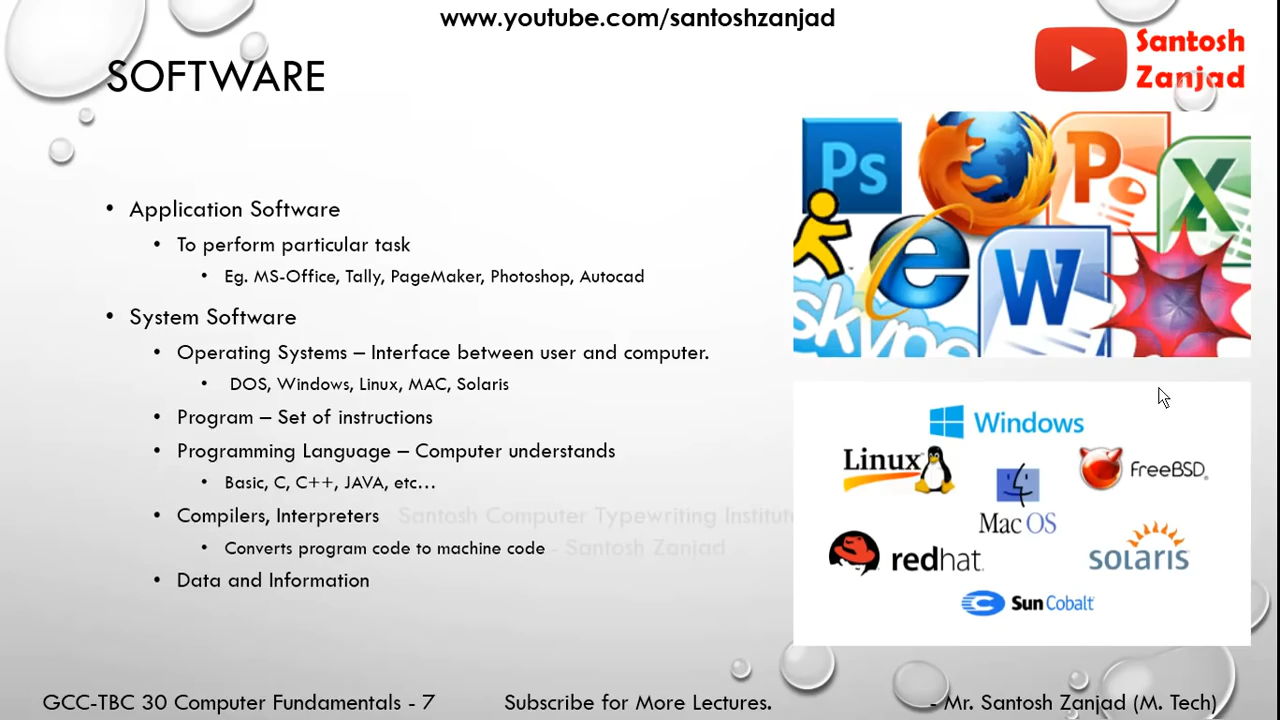 www.youtube.com/santoshzanjad
Santosh
Zanjad
SOFTWARE
• Application Software
• To perform particular task
• Eg. MS-Office, Tally, PageMaker, Photoshop, Autocad
• System Software
• Operating Systems – Interface between user and computer.
• DOS, Windows, Linux, MAC, Solaris
• Program – Set of instructions
• Programming Language – Computer understands
• Basic, C, C++, JAVA, etc…
• Compilers, Interpreters
• Converts program code to machine code
• Data and Information
Santosh Computer Typewriting Institute
- Santosh Zanjad
Ps
P
X
e
W
skype
Windows
Linux
FreeBSD
Mac OS
redhat.
solaris
Sun Cobalt
GCC-TBC 30 Computer Fundamentals - 7
Subscribe for More Lectures.
- Mr. Santosh Zanjad (M. Tech)